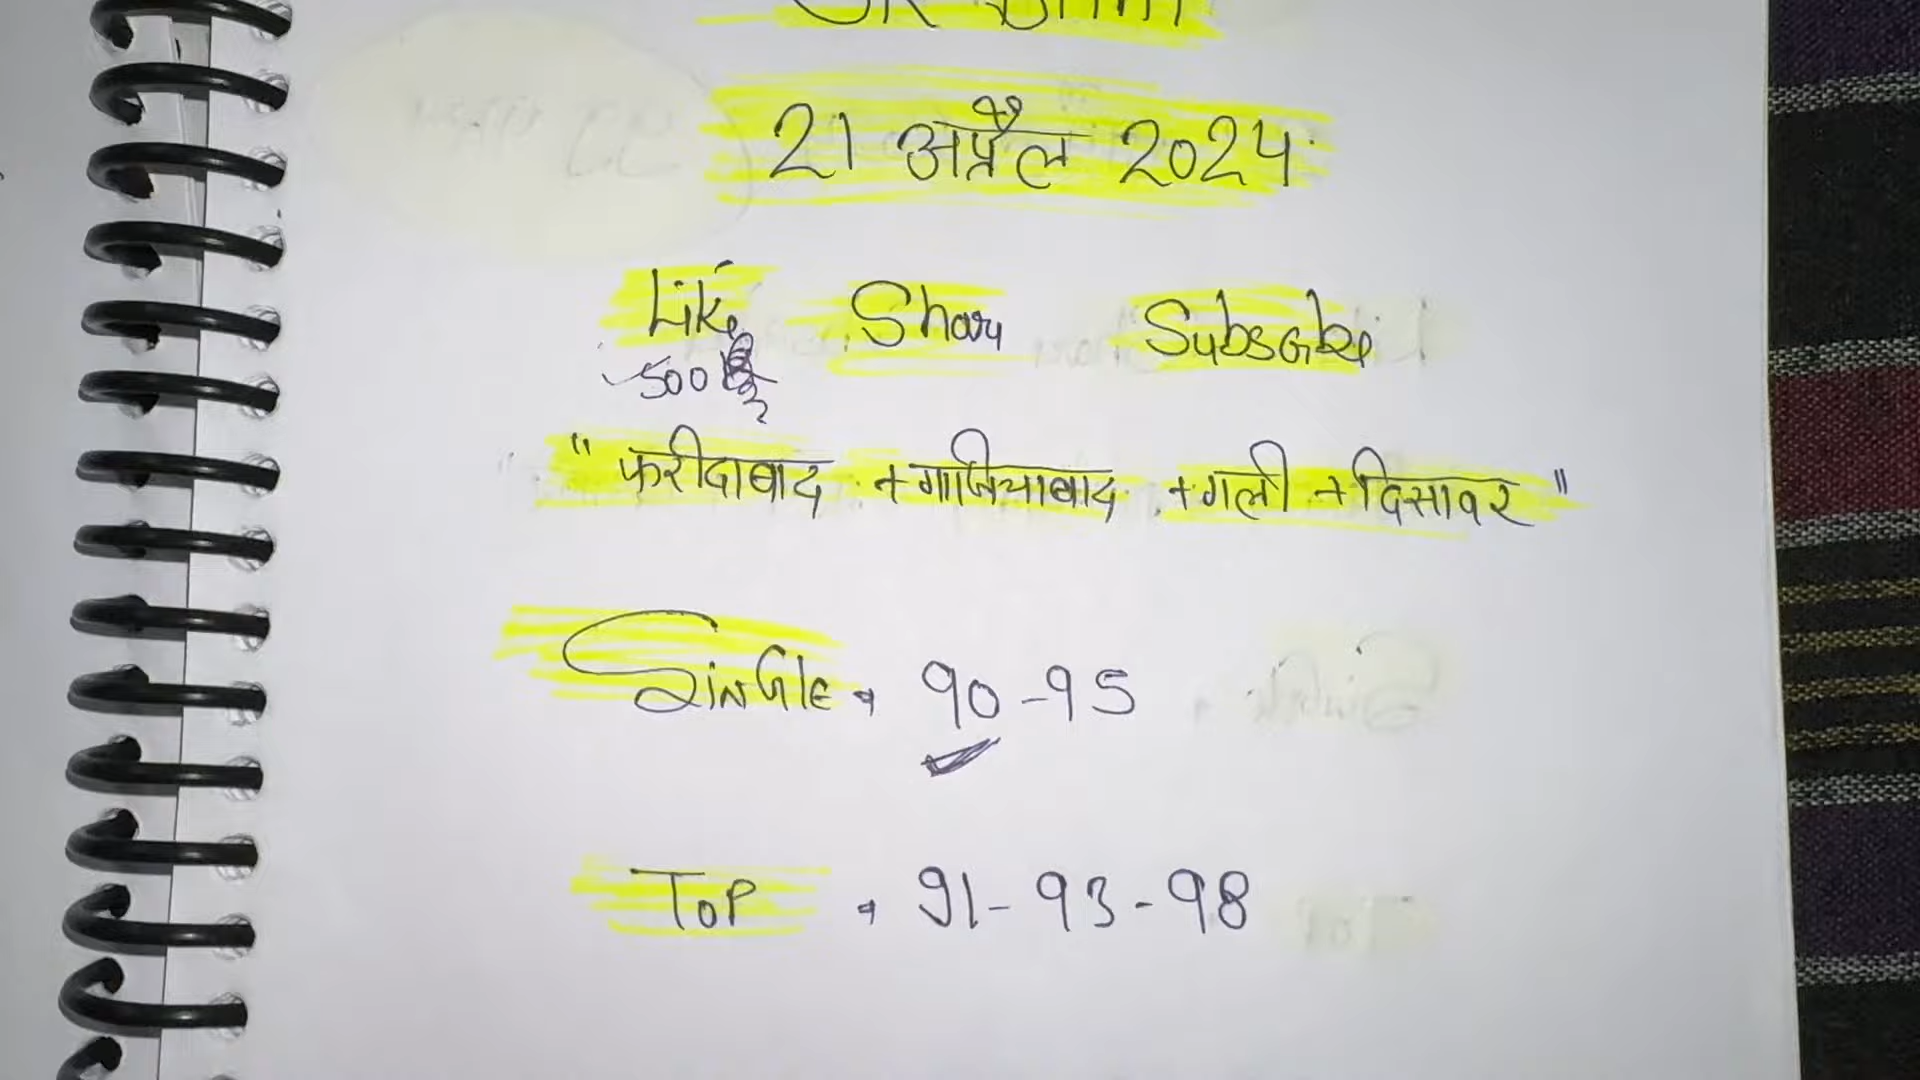 21 अप्रैल 2024
Like Share Subscribe
500
" फरीदाबाद + गाजियाबाद + गली + दिसावर "
SinGle = 90-95
ToP = 91-93-98